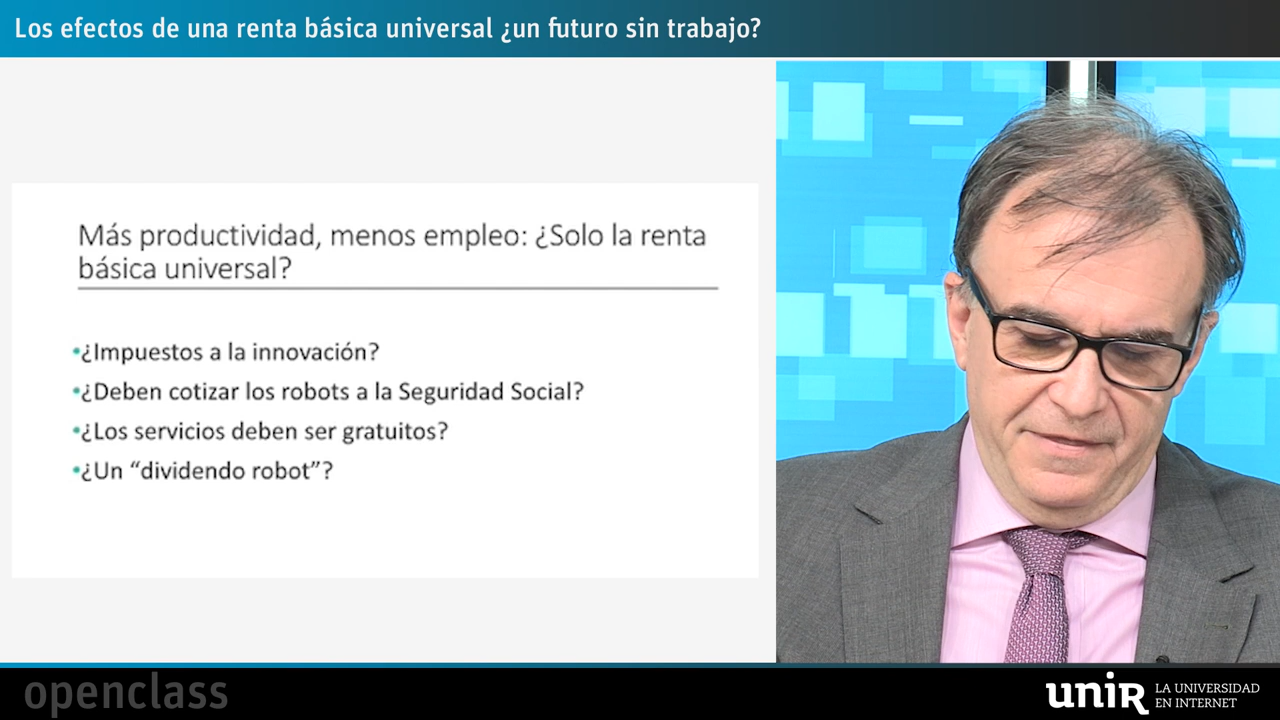 Los efectos de una renta básica universal ¿un futuro sin trabajo?
Más productividad, menos empleo: ¿Solo la renta
básica universal?
•¿Impuestos a la innovación?
•¿Deben cotizar los robots a la Seguridad Social?
•¿Los servicios deben ser gratuitos?
•¿Un “dividendo robot”?
openclass
unir
LA UNIVERSIDAD
EN INTERNET